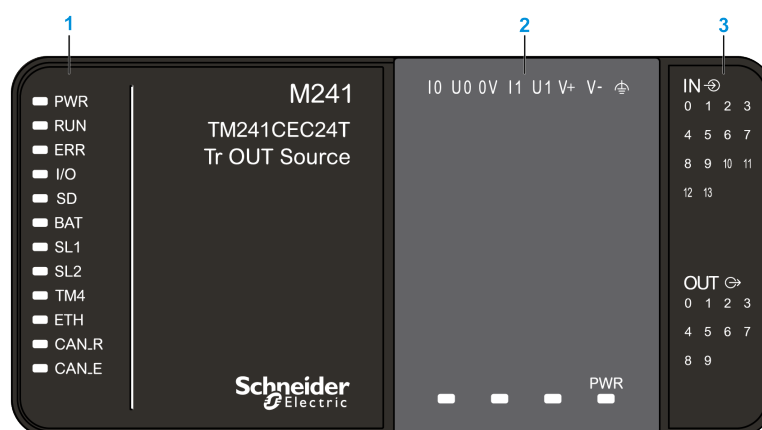 1 2 3
PWR
RUN
ERR
I/O
SD
BAT
SL1
SL2
TM4
ETH
CAN_R
CAN_E
M241
TM241CEC24T
Tr OUT Source
Schneider
Electric
I0 U0 0V I1 U1 V+ V-
PWR
IN
0 1 2 3
4 5 6 7
8 9 10 11
12 13
OUT
0 1 2 3
4 5 6 7
8 9